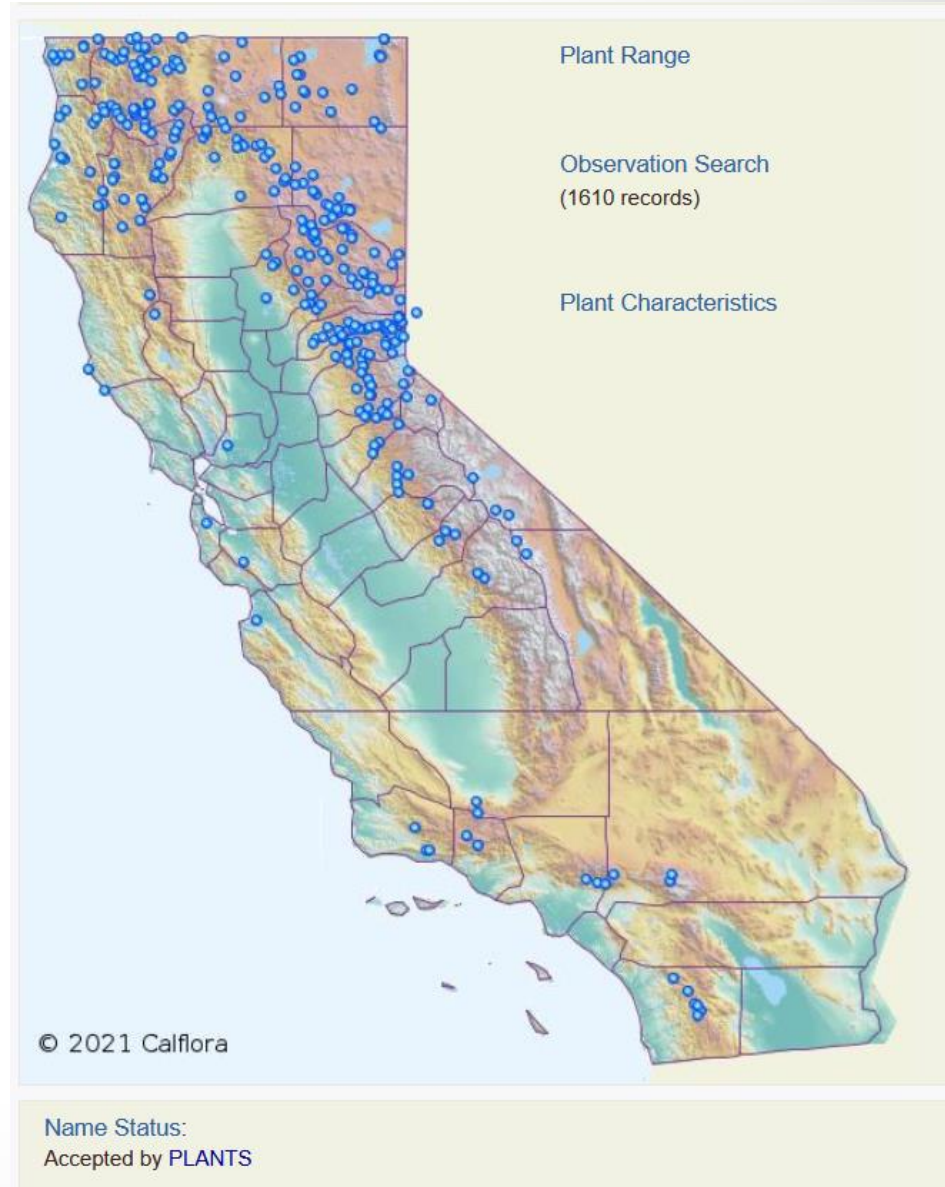 Plant Range
Observation Search
(1610 records)
Plant Characteristics
© 2021 Calflora
Name Status:
Accepted by PLANTS